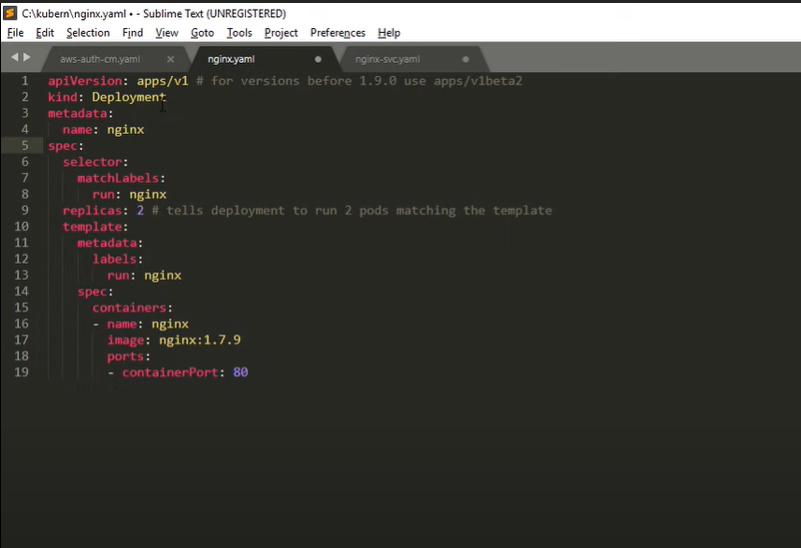 C:\kubern\nginx.yaml • - Sublime Text (UNREGISTERED)
File Edit Selection Find View Goto Tools Project Preferences Help
aws-auth-cm.yaml nginx.yaml nginx-svc.yaml
1 apiVersion: apps/v1 # for versions before 1.9.0 use apps/v1beta2
2 kind: Deployment
3 metadata:
4   name: nginx
5 spec:
6   selector:
7     matchLabels:
8       run: nginx
9   replicas: 2 # tells deployment to run 2 pods matching the template
10   template:
11     metadata:
12       labels:
13         run: nginx
14     spec:
15       containers:
16       - name: nginx
17         image: nginx:1.7.9
18         ports:
19         - containerPort: 80